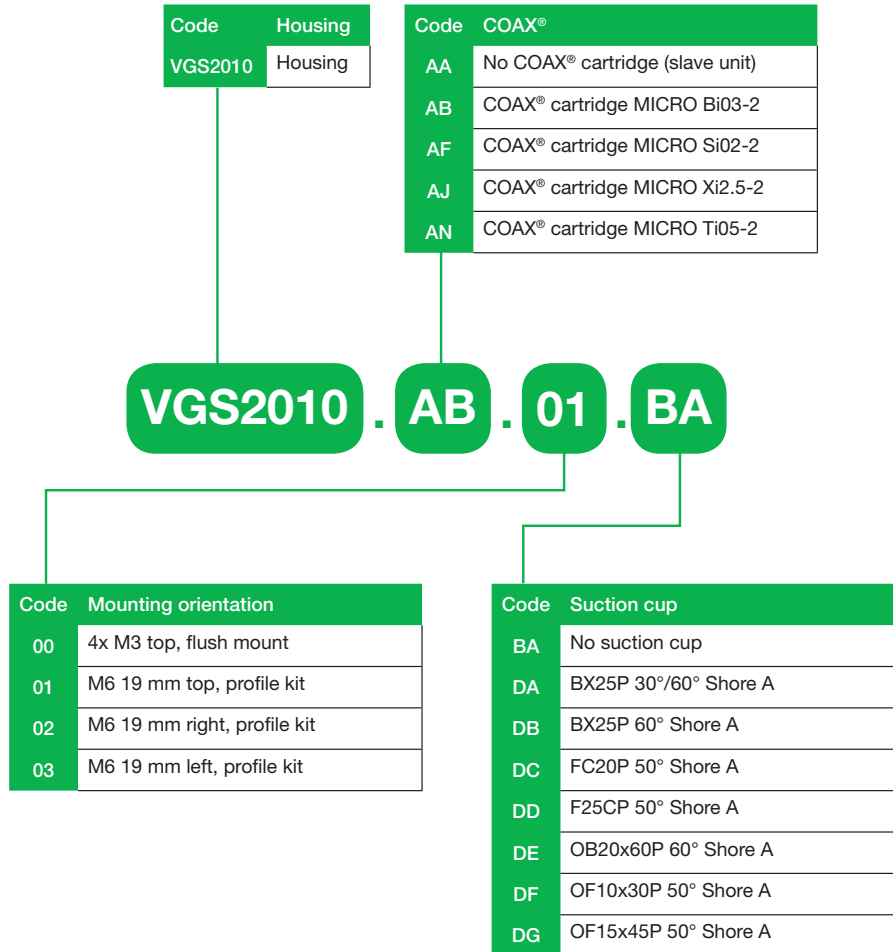 Code Housing
VGS2010 Housing
Code COAX®
AA No COAX® cartridge (slave unit)
AB COAX® cartridge MICRO Bi03-2
AF COAX® cartridge MICRO Si02-2
AJ COAX® cartridge MICRO Xi2.5-2
AN COAX® cartridge MICRO Ti05-2
VGS2010 . AB . 01 . BA
Code Mounting orientation
00 4x M3 top, flush mount
01 M6 19 mm top, profile kit
02 M6 19 mm right, profile kit
03 M6 19 mm left, profile kit
Code Suction cup
BA No suction cup
DA BX25P 30°/60° Shore A
DB BX25P 60° Shore A
DC FC20P 50° Shore A
DD F25CP 50° Shore A
DE OB20x60P 60° Shore A
DF OF10x30P 50° Shore A
DG OF15x45P 50° Shore A